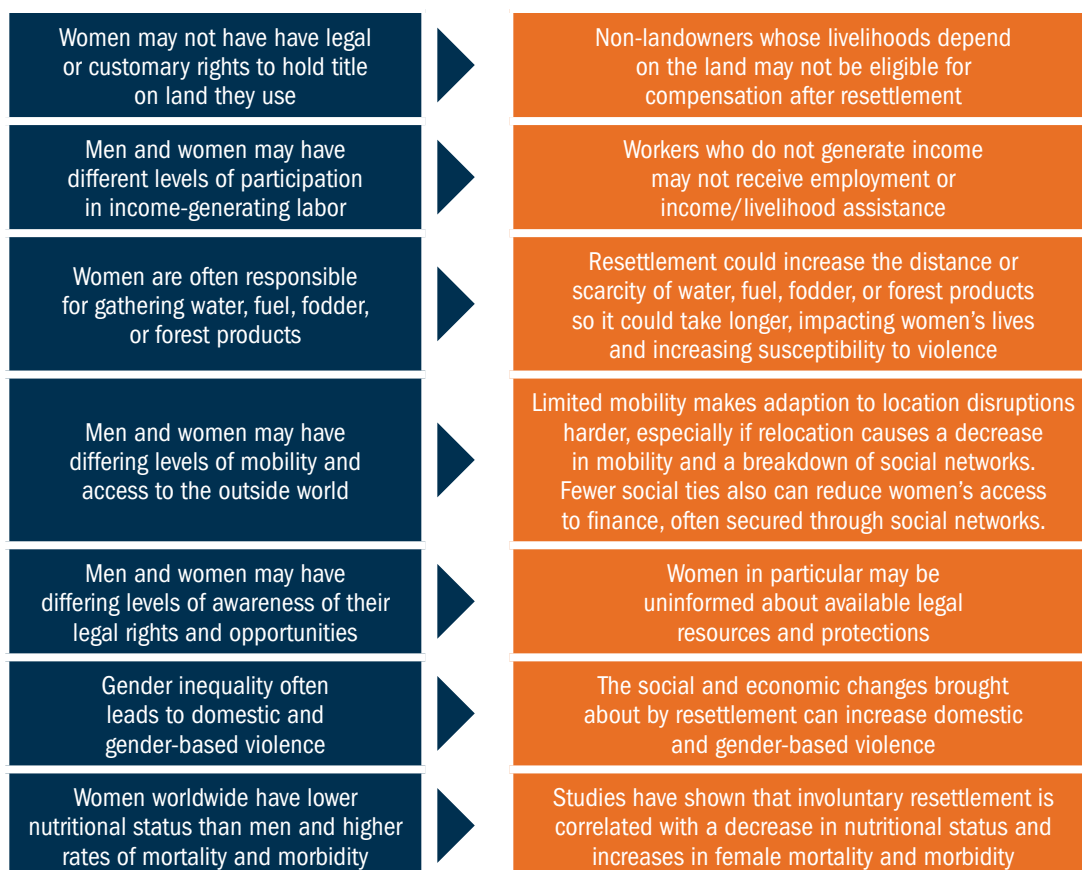 Women may not have have legal
or customary rights to hold title
on land they use
Non-landowners whose livelihoods depend
on the land may not be eligible for
compensation after resettlement
Men and women may have
different levels of participation
in income-generating labor
Workers who do not generate income
may not receive employment or
income/livelihood assistance
Women are often responsible
for gathering water, fuel, fodder,
or forest products
Resettlement could increase the distance or
scarcity of water, fuel, fodder, or forest products
so it could take longer, impacting women’s lives
and increasing susceptibility to violence
Men and women may have
differing levels of mobility and
access to the outside world
Limited mobility makes adaption to location disruptions
harder, especially if relocation causes a decrease
in mobility and a breakdown of social networks.
Fewer social ties also can reduce women’s access
to finance, often secured through social networks.
Men and women may have
differing levels of awareness of their
legal rights and opportunities
Women in particular may be
uninformed about available legal
resources and protections
Gender inequality often
leads to domestic and
gender-based violence
The social and economic changes brought
about by resettlement can increase domestic
and gender-based violence
Women worldwide have lower
nutritional status than men and higher
rates of mortality and morbidity
Studies have shown that involuntary resettlement is
correlated with a decrease in nutritional status and
increases in female mortality and morbidity